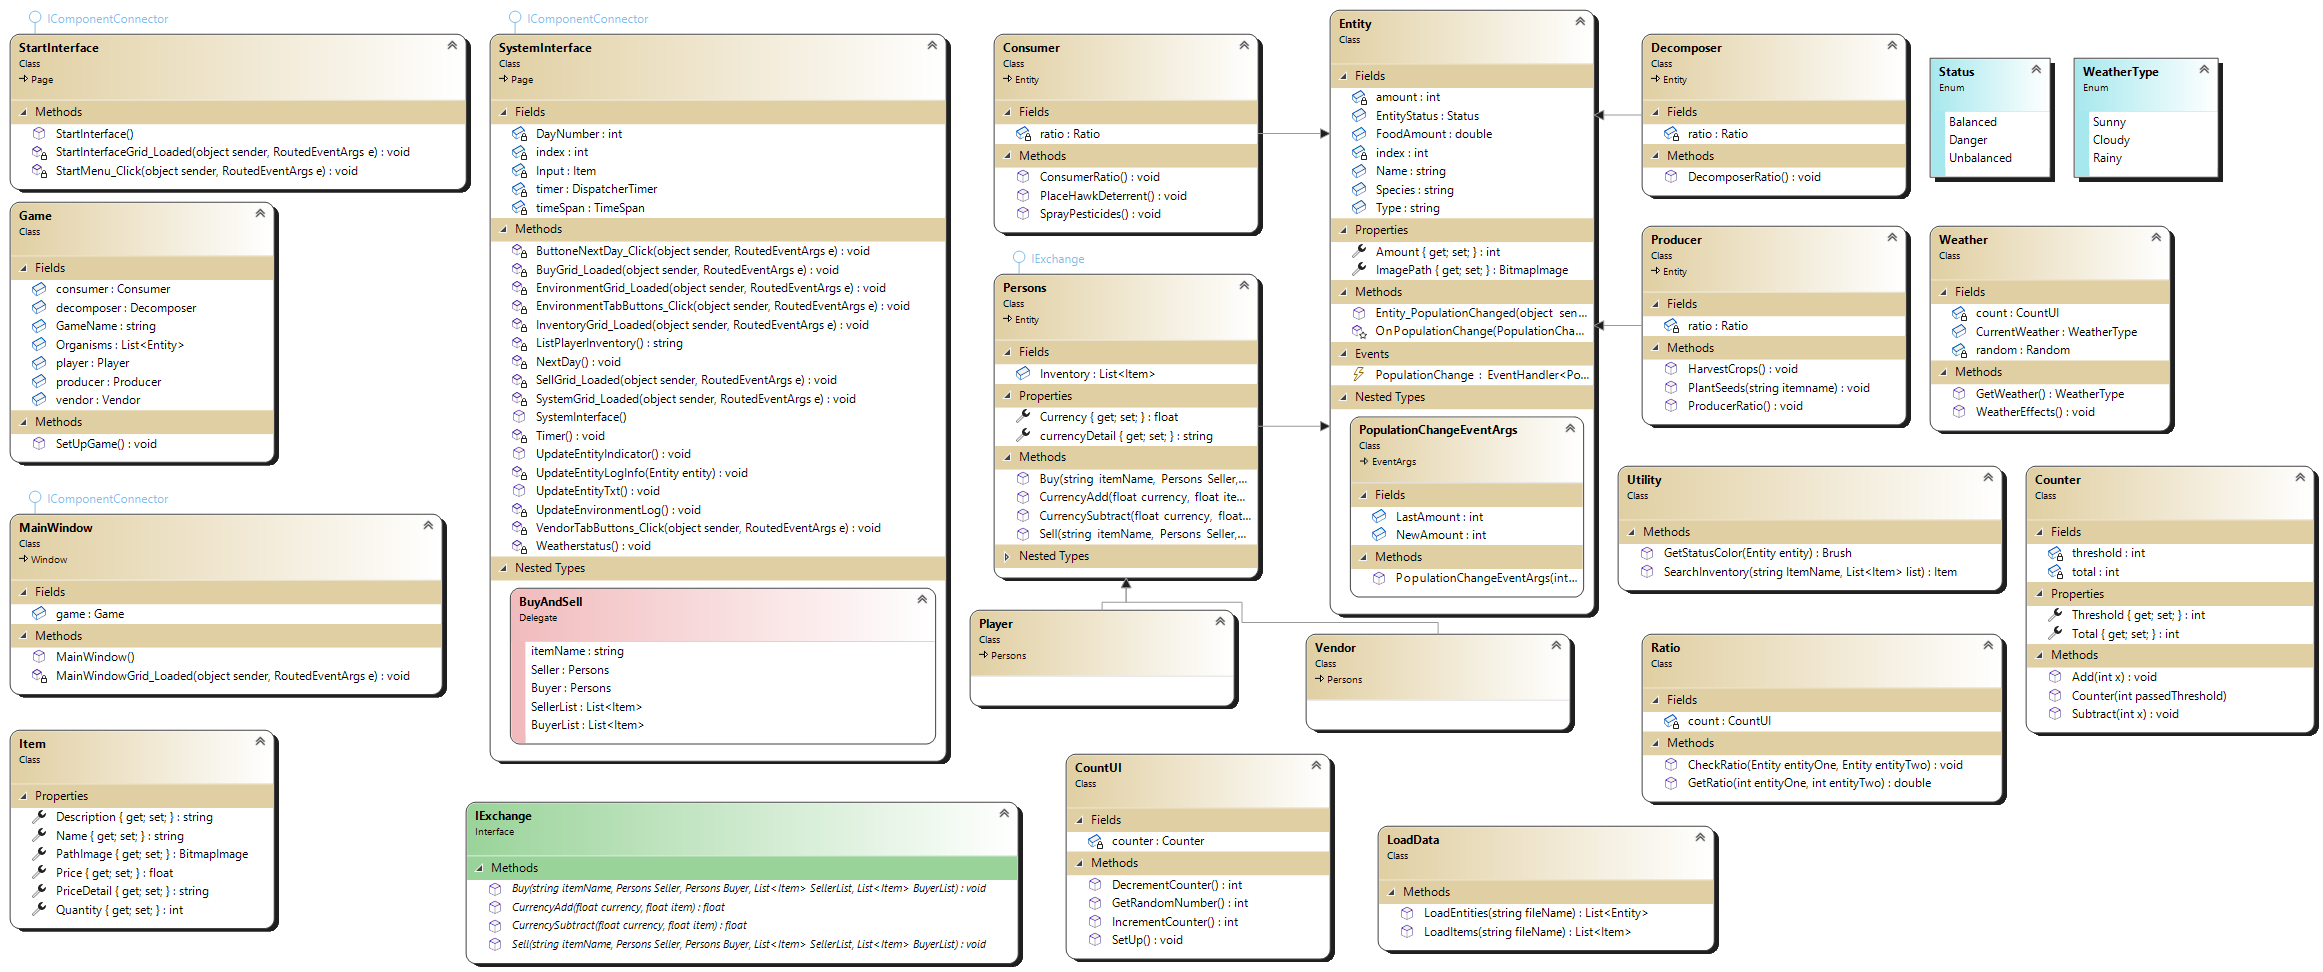 IComponentConnector
StartInterface
Class
Page
Methods
StartInterface()
StartInterfaceGrid_Loaded(object sender, RoutedEventArgs e) : void
StartMenu_Click(object sender, RoutedEventArgs e) : void
Game
Class
Fields
consumer : Consumer
decomposer : Decomposer
GameName : string
Organisms : List<Entity>
player : Player
producer : Producer
vendor : Vendor
Methods
SetUpGame() : void
IComponentConnector
MainWindow
Class
Window
Fields
game : Game
Methods
MainWindow()
MainWindowGrid_Loaded(object sender, RoutedEventArgs e) : void
Item
Class
Properties
Description { get; set; } : string
Name { get; set; } : string
PathImage { get; set; } : BitmapImage
Price { get; set; } : float
PriceDetail { get; set; } : string
Quantity { get; set; } : int
IComponentConnector
SystemInterface
Class
Page
Fields
DayNumber : int
index : int
Input : Item
timer : DispatcherTimer
timeSpan : TimeSpan
Methods
ButtoneNextDay_Click(object sender, RoutedEventArgs e) : void
BuyGrid_Loaded(object sender, RoutedEventArgs e) : void
EnvironmentGrid_Loaded(object sender, RoutedEventArgs e) : void
EnvironmentTabButtons_Click(object sender, RoutedEventArgs e) : void
InventoryGrid_Loaded(object sender, RoutedEventArgs e) : void
ListPlayerInventory() : string
NextDay() : void
SellGrid_Loaded(object sender, RoutedEventArgs e) : void
SystemGrid_Loaded(object sender, RoutedEventArgs e) : void
SystemInterface()
Timer() : void
UpdateEntityIndicator() : void
UpdateEntityLogInfo(Entity entity) : void
UpdateEntityTxt() : void
UpdateEnvironmentLog() : void
VendorTabButtons_Click(object sender, RoutedEventArgs e) : void
Weatherstatus() : void
Nested Types
BuyAndSell
Delegate
itemName : string
Seller : Persons
Buyer : Persons
SellerList : List<Item>
BuyerList : List<Item>
IExchange
Interface
Methods
Buy(string itemName, Persons Seller, Persons Buyer, List<Item> SellerList, List<Item> BuyerList) : void
CurrencyAdd(float currency, float item) : float
CurrencySubtract(float currency, float item) : float
Sell(string itemName, Persons Seller, Persons Buyer, List<Item> SellerList, List<Item> BuyerList) : void
Consumer
Class
Entity
Fields
ratio : Ratio
Methods
ConsumerRatio() : void
PlaceHawkDeterrent() : void
SprayPesticides() : void
IExchange
Persons
Class
Entity
Fields
Inventory : List<Item>
Properties
Currency { get; set; } : float
currencyDetail { get; set; } : string
Methods
Buy(string itemName, Persons Seller,...
CurrencyAdd(float currency, float ite...
CurrencySubtract(float currency, float...
Sell(string itemName, Persons Seller,...
Nested Types
Player
Class
Persons
Vendor
Class
Persons
CountUI
Class
Fields
counter : Counter
Methods
DecrementCounter() : int
GetRandomNumber() : int
IncrementCounter() : int
SetUp() : void
Entity
Class
Fields
amount : int
EntityStatus : Status
FoodAmount : double
index : int
Name : string
Species : string
Type : string
Properties
Amount { get; set; } : int
ImagePath { get; set; } : BitmapImage
Methods
Entity_PopulationChanged(object sen...
OnPopulationChange(PopulationCha...
Events
PopulationChange : EventHandler<Po...
Nested Types
PopulationChangeEventArgs
Class
EventArgs
Fields
LastAmount : int
NewAmount : int
Methods
PopulationChangeEventArgs(int...
Decomposer
Class
Entity
Fields
ratio : Ratio
Methods
DecomposerRatio() : void
Producer
Class
Entity
Fields
ratio : Ratio
Methods
HarvestCrops() : void
PlantSeeds(string itemname) : void
ProducerRatio() : void
Status
Enum
Balanced
Danger
Unbalanced
WeatherType
Enum
Sunny
Cloudy
Rainy
Weather
Class
Fields
count : CountUI
CurrentWeather : WeatherType
random : Random
Methods
GetWeather() : WeatherType
WeatherEffects() : void
Utility
Class
Methods
GetStatusColor(Entity entity) : Brush
SearchInventory(string ItemName, List<Item> list) : Item
Counter
Class
Fields
threshold : int
total : int
Properties
Threshold { get; set; } : int
Total { get; set; } : int
Methods
Add(int x) : void
Counter(int passedThreshold)
Subtract(int x) : void
Ratio
Class
Fields
count : CountUI
Methods
CheckRatio(Entity entityOne, Entity entityTwo) : void
GetRatio(int entityOne, int entityTwo) : double
LoadData
Class
Methods
LoadEntities(string fileName) : List<Entity>
LoadItems(string fileName) : List<Item>